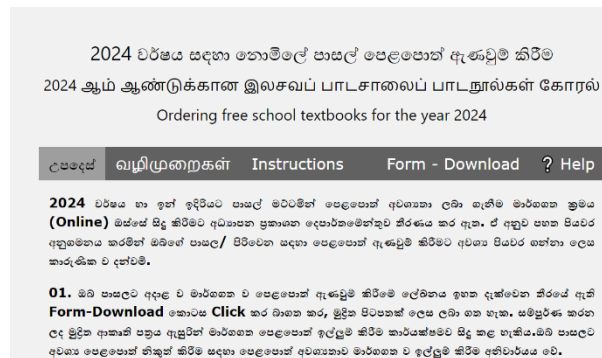 2024 වර්ෂය සඳහා නොමිලේ පාසල් පෙළපොත් ඇණවුම් කිරීම
2024 ஆம் ஆண்டுக்கான இலசவப் பாடசாலைப் பாடநூல்கள் கோரல்
Ordering free school textbooks for the year 2024
උපදෙස් வழிமுறைகள் Instructions Form - Download ? Help
2024 වර්ෂය හා ඉන් ඉදිරියට පාසල් මට්ටමින් පෙළපොත් අවශ්‍යතා ලබා ගැනීම මාර්ගගත ක්‍රමය
(Online) ඔස්සේ සිදු කිරීමට අධ්‍යාපන ප්‍රකාශන දෙපාර්තමේන්තුව තීරණය කර ඇත. ඒ අනුව පහත පියවර
අනුගමනය කරමින් ඔබගේ පාසල/ පිරිවෙන සඳහා පෙළපොත් ඇණවුම් කිරීමට අවශ්‍ය පියවර ගන්නා ලෙස
කාරුණික ව දන්වමි.
01. ඔබ පාසලට අදාළ ව මාර්ගගත ව පෙළපොත් ඇණවුම් කිරීමේ ලේඛනය ඉහත දැක්වෙන තීරයේ ඇති
Form-Download කොටස Click කර බාගත කර, මුද්‍රිත පිටපතක් ලෙස ලබා ගත හැක. සම්පූර්ණ කරන
ලද මුද්‍රිත ආකෘති පත්‍රය ඇසුරින් මාර්ගගත පෙළපොත් ඉල්ලුම් කිරීම කාර්යක්ෂමව සිදු කළ හැකිය.ඔබ පාසලට
අවශ්‍ය පෙළපොත් නිකුත් කිරීම සඳහා පෙළපොත් අවශ්‍යතාව මාර්ගගත ව ඉල්ලුම් කිරීම අනිවාර්යය වේ.